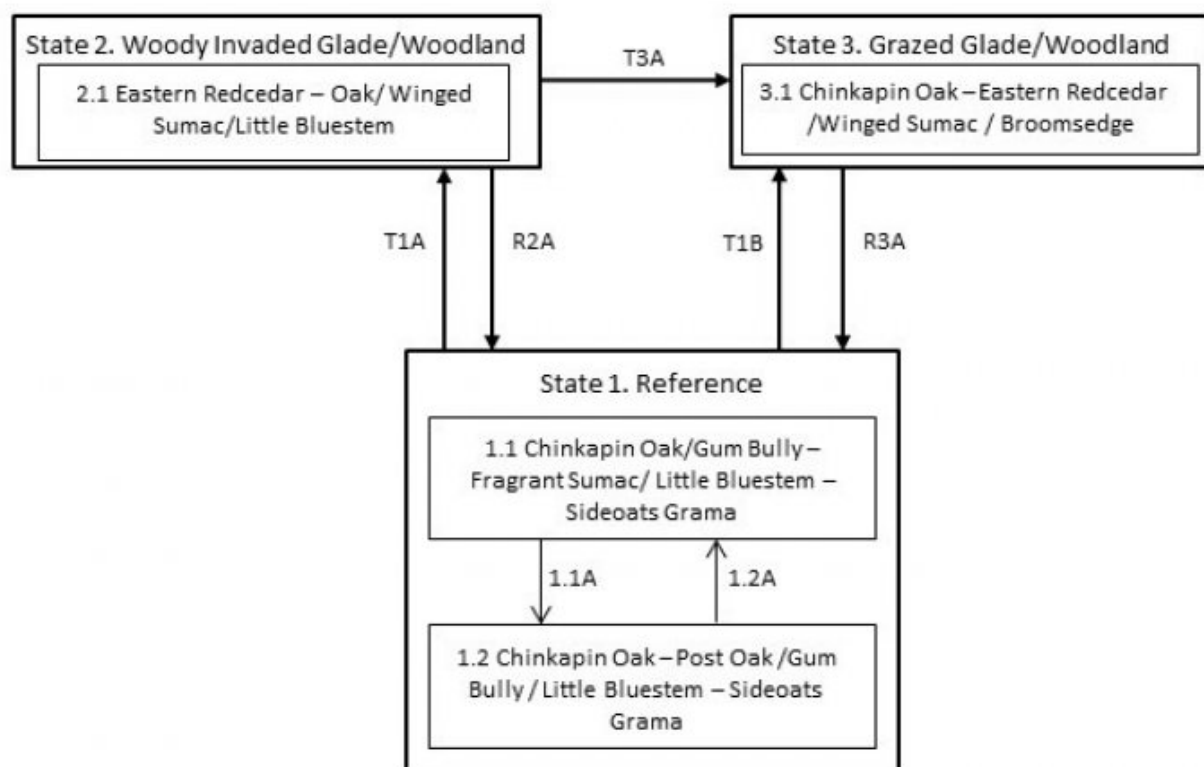 State 2. Woody Invaded Glade/Woodland
2.1 Eastern Redcedar – Oak/ Winged
Sumac/Little Bluestem
T3A
State 3. Grazed Glade/Woodland
3.1 Chinkapin Oak –Eastern Redcedar
/Winged Sumac / Broomsedge
T1A
R2A
T1B
R3A
State 1. Reference
1.1 Chinkapin Oak/Gum Bully –
Fragrant Sumac/ Little Bluestem –
Sideoats Grama
1.1A
1.2A
1.2 Chinkapin Oak – Post Oak /Gum
Bully / Little Bluestem – Sideoats
Grama